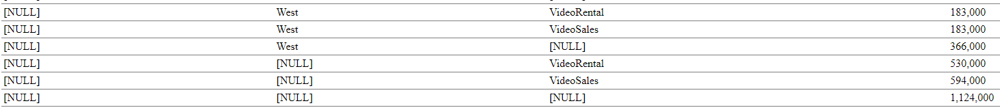 [NULL] West VideoRental 183,000
[NULL] West VideoSales 183,000
[NULL] West [NULL] 366,000
[NULL] [NULL] VideoRental 530,000
[NULL] [NULL] VideoSales 594,000
[NULL] [NULL] [NULL] 1,124,000